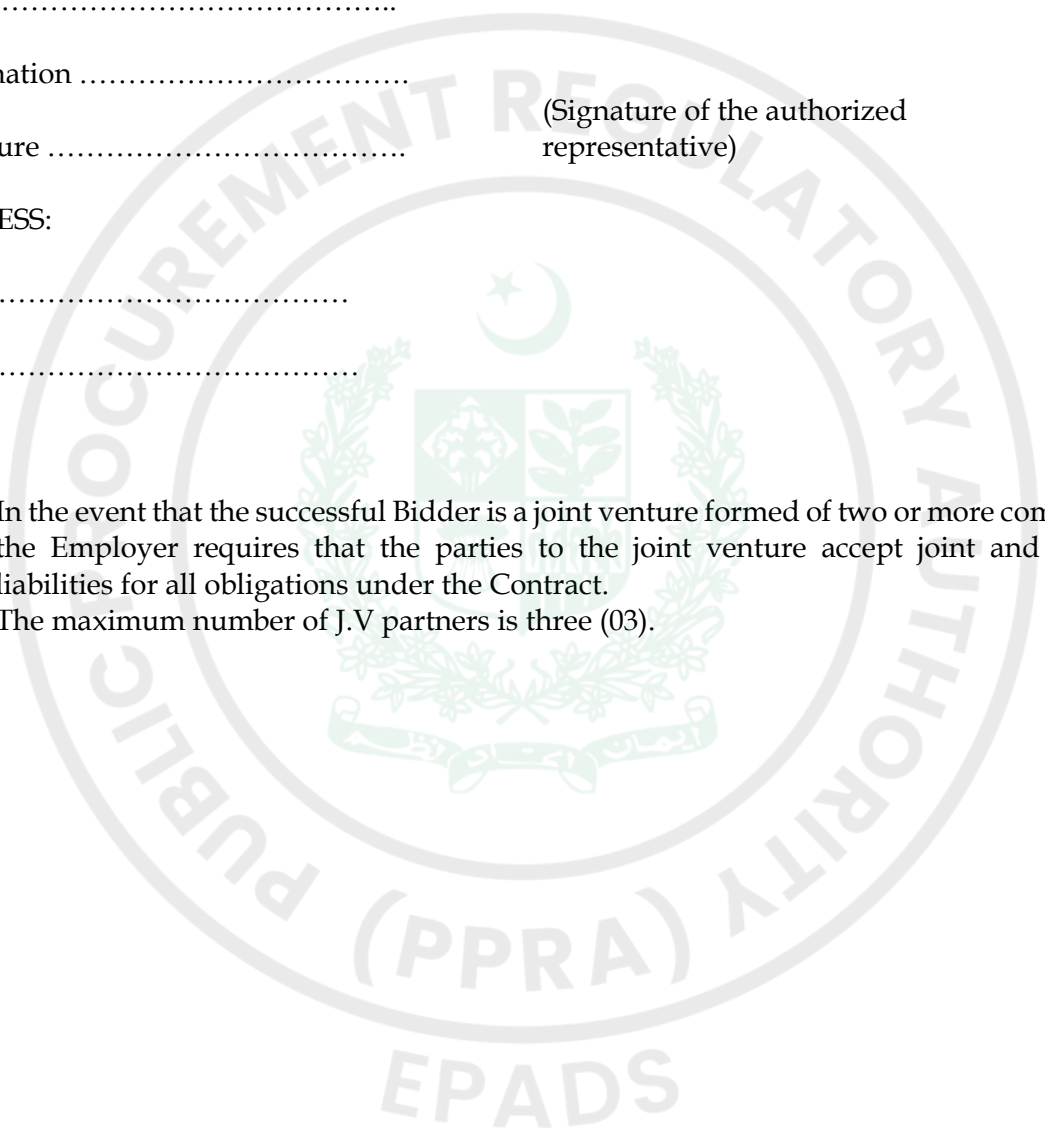 …………………………………..
nation …………………………….
(Signature of the authorized
ure ……………………………….
representative)
ESS:
………………………………
……………………………….
In the event that the successful Bidder is a joint venture formed of two or more com
the Employer requires that the parties to the joint venture accept joint and
liabilities for all obligations under the Contract.
The maximum number of J.V partners is three (03).
PUBLIC PROCUREMENT REGULATORY AUTHORITY
(PPRA)
EPADS